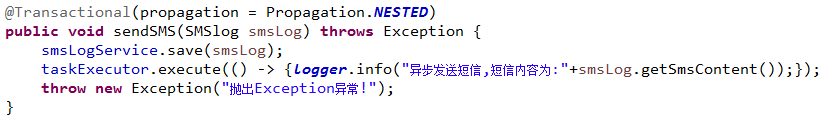 @Transactional(propagation = Propagation.NESTED)
public void sendSMS(SMSlog smsLog) throws Exception {
    smsLogService.save(smsLog);
    taskExecutor.execute(() -> {logger.info("异步发送短信,短信内容为:"+smsLog.getSmsContent());});
    throw new Exception("抛出Exception异常!");
}